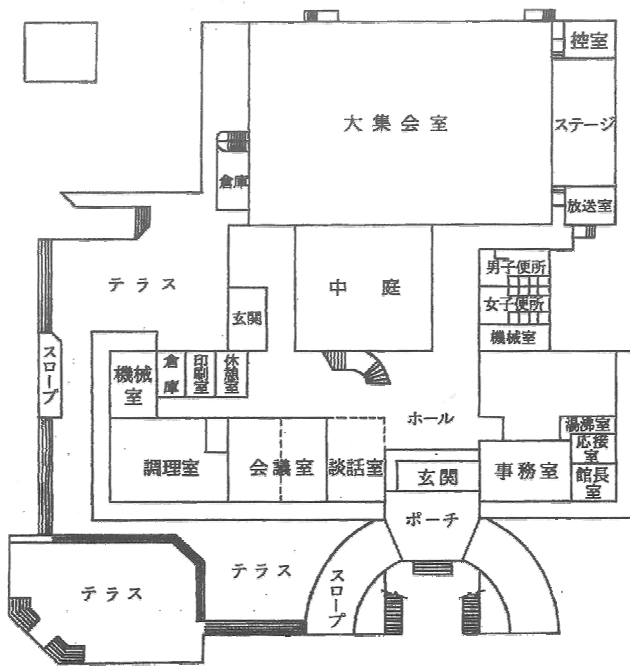 控室
大集会室
ステージ
倉庫
放送室
男子便所
テラス
中庭
女子便所
玄関
機械室
スロープ
機械室
倉庫
印刷室
休憩室
ホール
湯沸室
応接室
調理室
会議室
談話室
玄関
事務室
館長室
ポーチ
テラス
テラス
スロープ